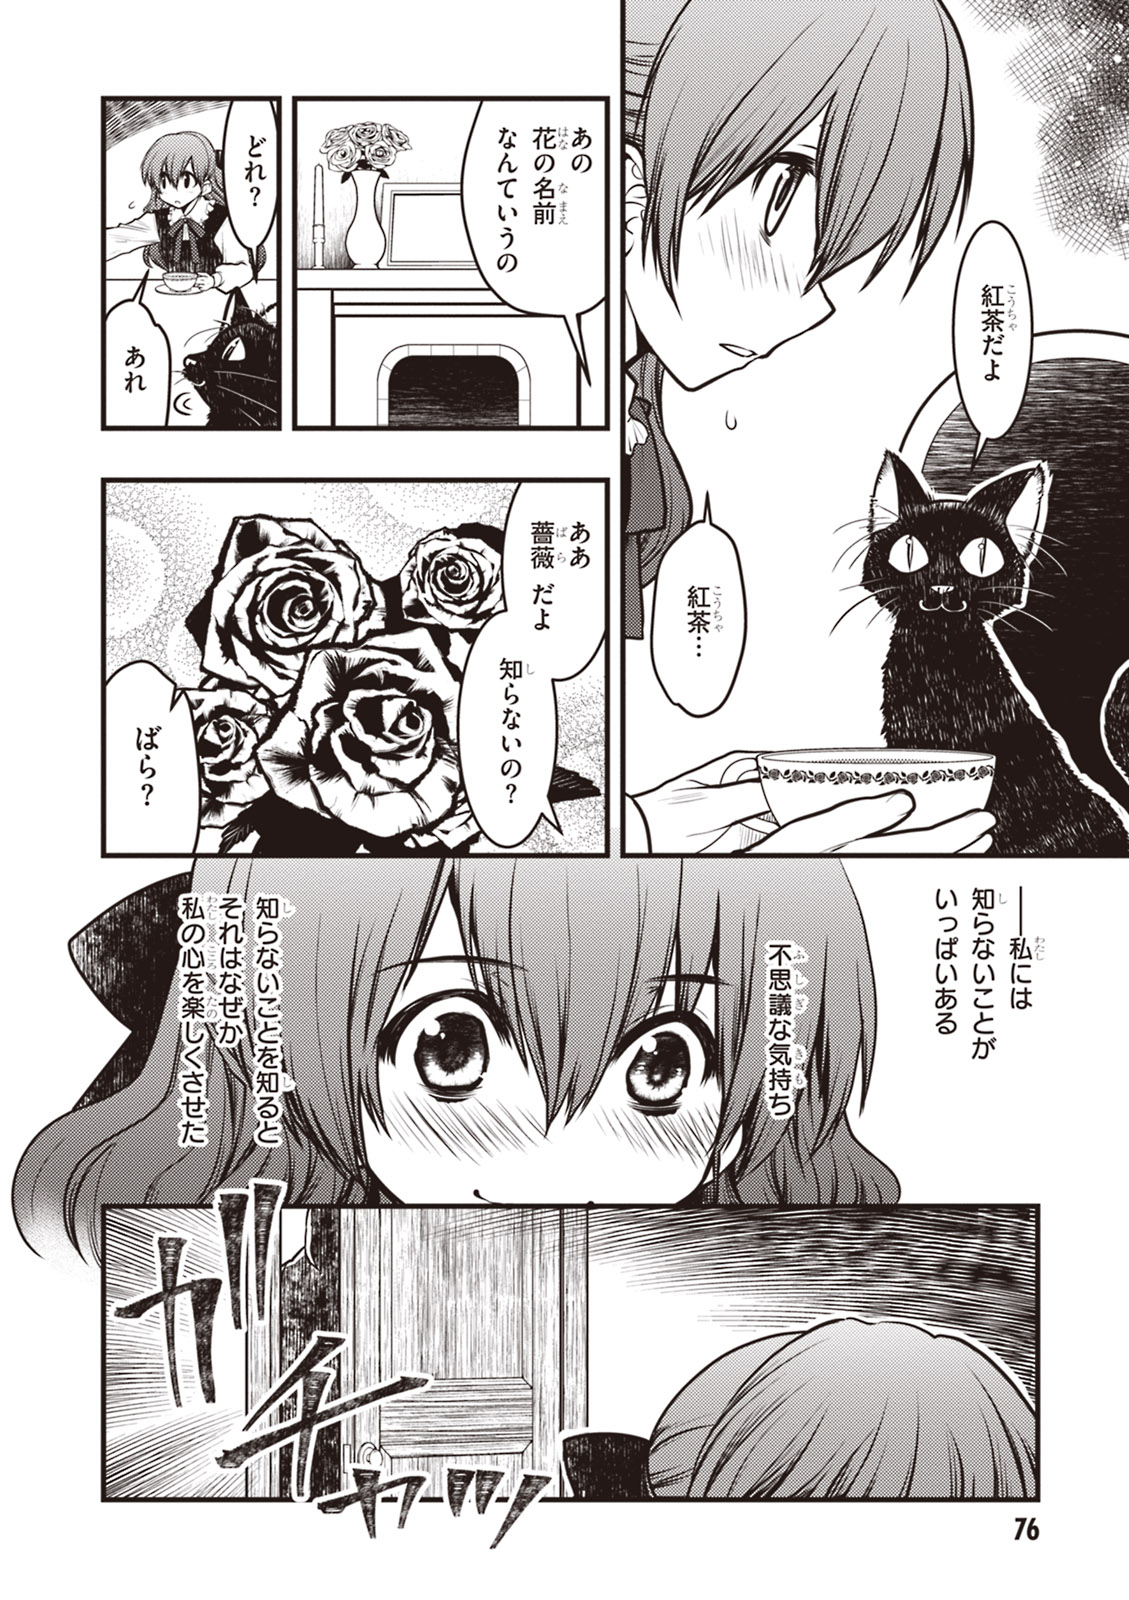 紅茶だよ
紅茶…
あの
花の名前
なんていうの
どれ?
あれ
ああ
薔薇だよ
知らないの?
ばら?
――私には
知らないことが
いっぱいある
不思議な気持ち
知らないことを知ると
それはなぜか
私の心を楽しくさせた
ガチャッ
76